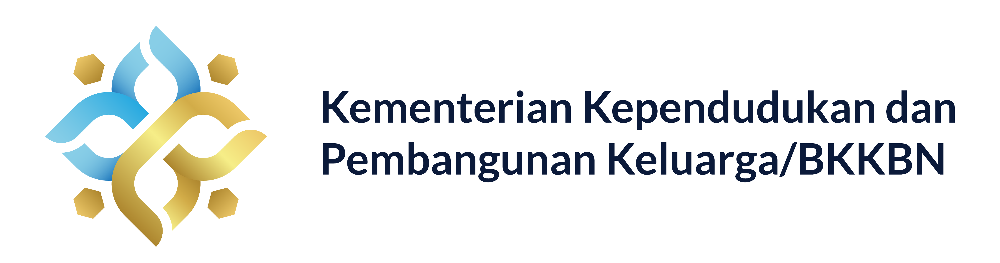 Kementerian Kependudukan dan
Pembangunan Keluarga/BKKBN